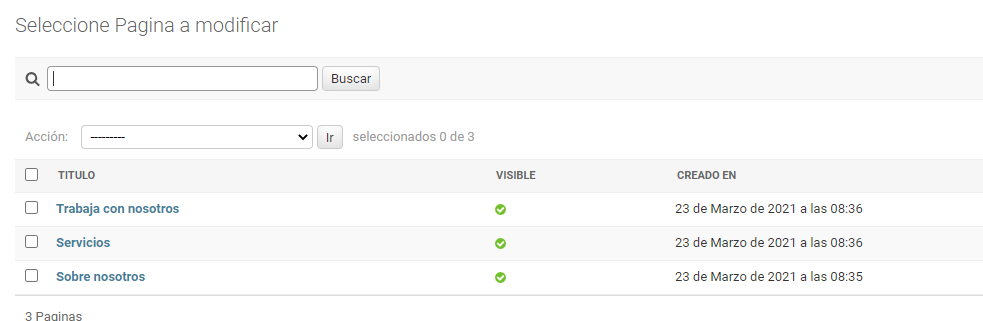 Seleccione Pagina a modificar
Buscar
Acción: --------- Ir seleccionados 0 de 3
TITULO VISIBLE CREADO EN
Trabaja con nosotros 23 de Marzo de 2021 a las 08:36
Servicios 23 de Marzo de 2021 a las 08:36
Sobre nosotros 23 de Marzo de 2021 a las 08:35
3 Paginas